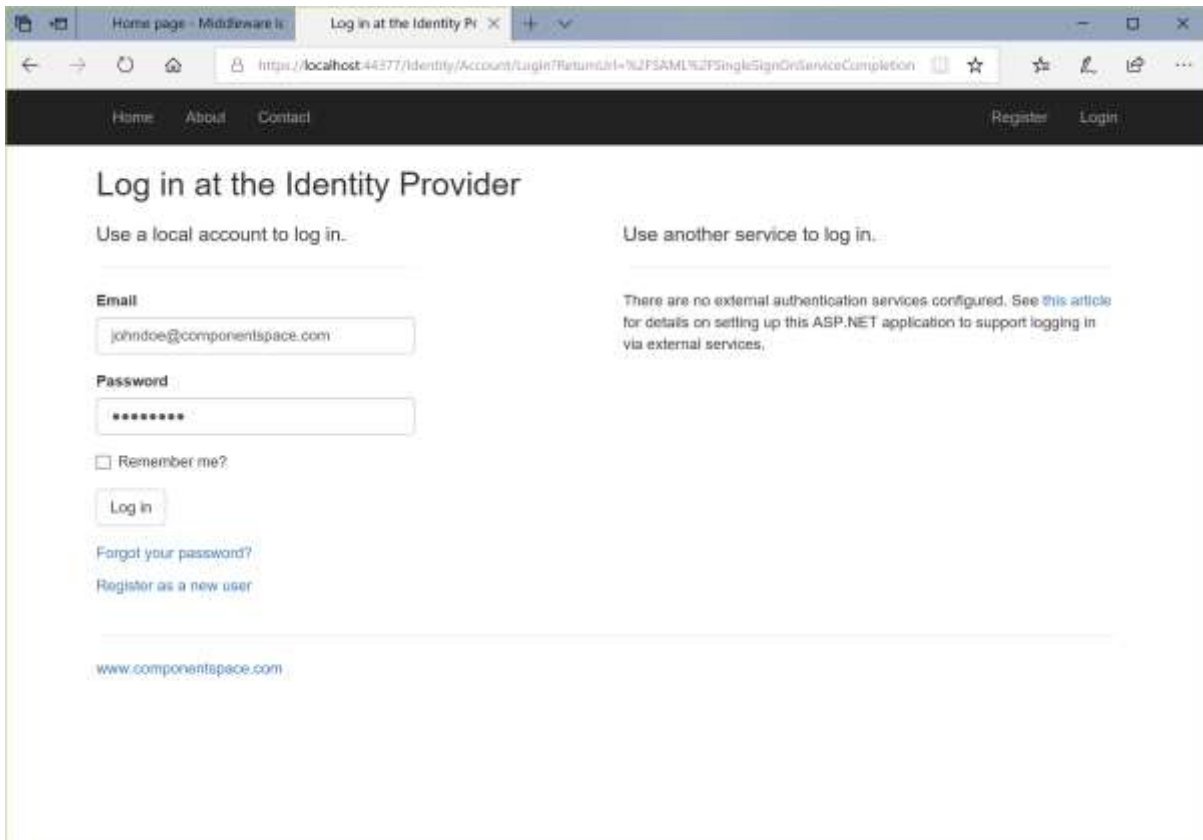 Home page - Middleware I
Log in at the Identity Pr
https://localhost:44377/Identity/Account/Login?ReturnUrl=%2FSAML%2FSingleSignOnServiceCompletion
Home About Contact Register Login
Log in at the Identity Provider
Use a local account to log in.
Email
johndoe@componentspace.com
Password
Remember me?
Log in
Forgot your password?
Register as a new user
Use another service to log in.
There are no external authentication services configured. See this article
for details on setting up this ASP.NET application to support logging in
via external services.
www.componentspace.com